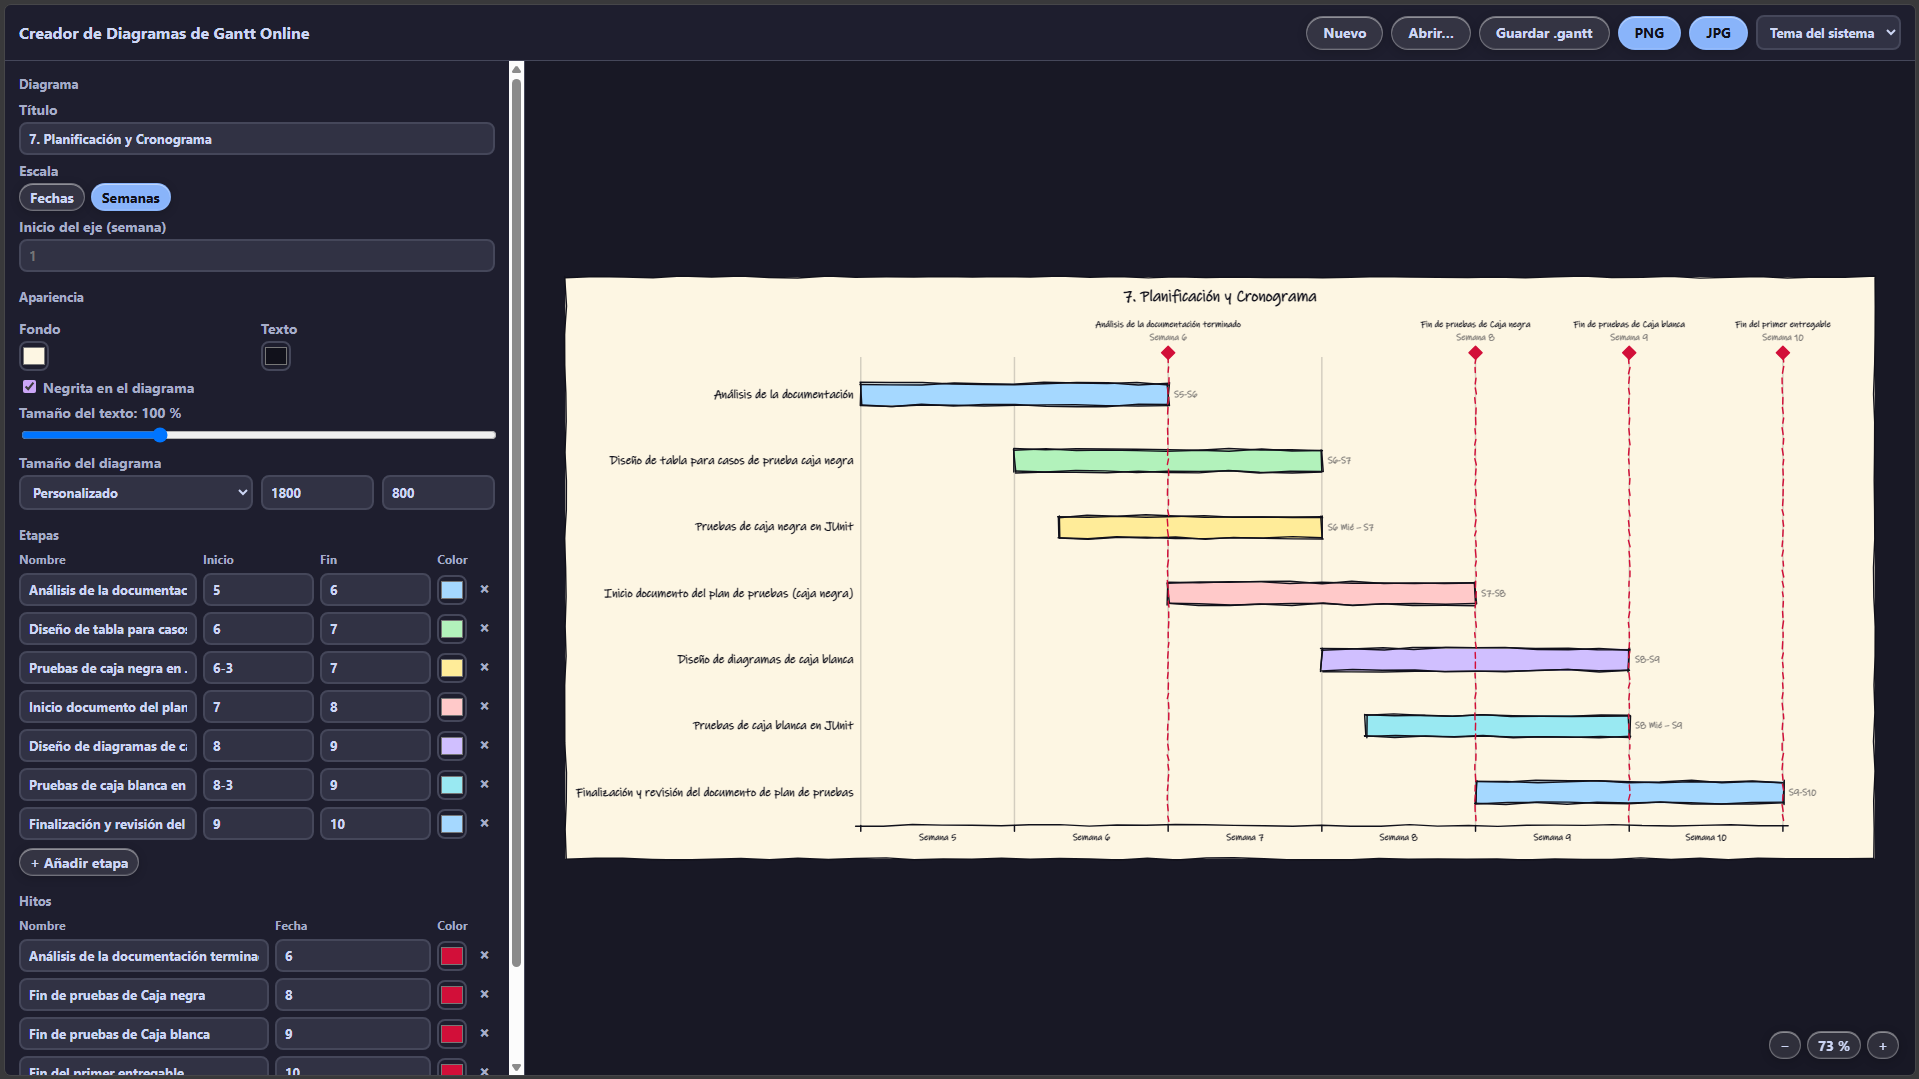 Creador de Diagramas de Gantt Online
Nuevo
Abrir...
Guardar .gantt
PNG
JPG
Tema del sistema
Diagrama
Título
7. Planificación y Cronograma
Escala
Fechas
Semanas
Inicio del eje (semana)
1
Apariencia
Fondo
Texto
Negrita en el diagrama
Tamaño del texto: 100 %
Tamaño del diagrama
Personalizado
1800
800
Etapas
Nombre Inicio Fin Color
Análisis de la documentac 5 6 ×
Diseño de tabla para casos 6 7 ×
Pruebas de caja negra en . 6-3 7 ×
Inicio documento del plan 7 8 ×
Diseño de diagramas de ca 8 9 ×
Pruebas de caja blanca en 8-3 9 ×
Finalización y revisión del 9 10 ×
+ Añadir etapa
Hitos
Nombre Fecha Color
Análisis de la documentación termina 6 ×
Fin de pruebas de Caja negra 8 ×
Fin de pruebas de Caja blanca 9 ×
Fin del primer entregable 10 ×
7. Planificación y Cronograma
Análisis de la documentación terminado
Semana 6
Fin de pruebas de Caja negra
Semana 8
Fin de pruebas de Caja blanca
Semana 9
Fin del primer entregable
Semana 10
Análisis de la documentación S5-S6
Diseño de tabla para casos de prueba caja negra S6-S7
Pruebas de caja negra en JUnit S6 Mid - S7
Inicio documento del plan de pruebas (caja negra) S7-S8
Diseño de diagramas de caja blanca S8-S9
Pruebas de caja blanca en JUnit S8 Mid - S9
Finalización y revisión del documento de plan de pruebas S9-S10
Semana 5 Semana 6 Semana 7 Semana 8 Semana 9 Semana 10
− 73 % +